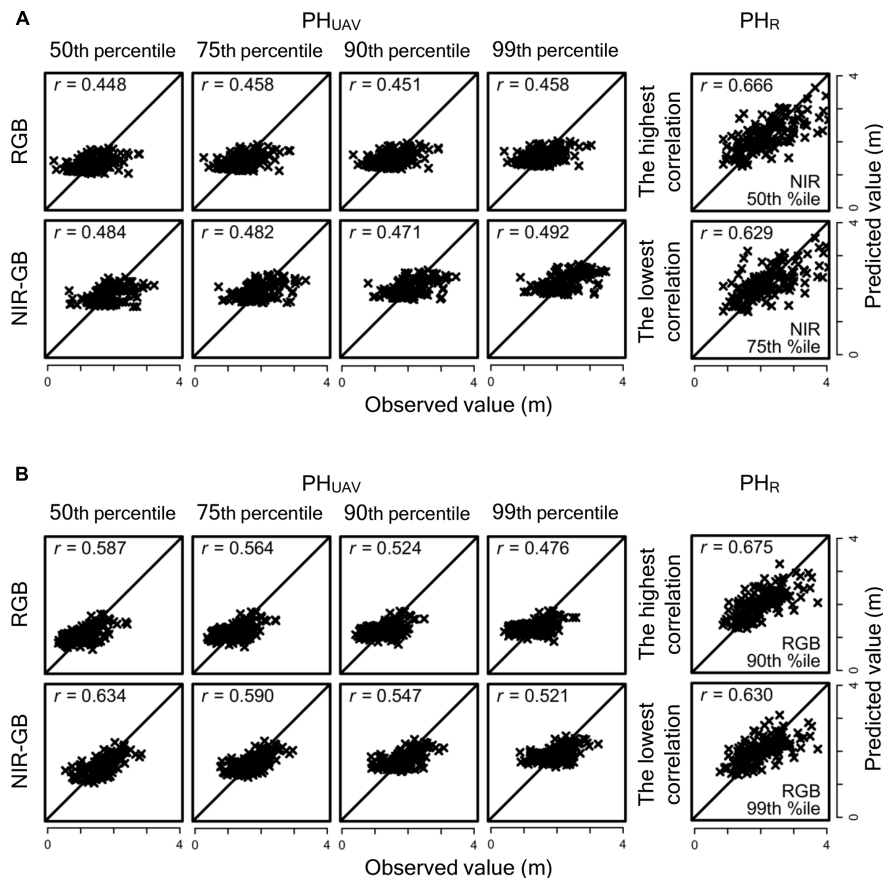 A
PHUAV
PHR
50th percentile 75th percentile 90th percentile 99th percentile
RGB
r = 0.448
r = 0.458
r = 0.451
r = 0.458
The highest
correlation
r = 0.666
NIR
50th %ile
4
0
NIR-GB
r = 0.484
r = 0.482
r = 0.471
r = 0.492
The lowest
correlation
r = 0.629
NIR
75th %ile
4
0
Predicted value (m)
0 4 0 4 0 4 0 4
Observed value (m)
B
PHUAV
PHR
50th percentile 75th percentile 90th percentile 99th percentile
RGB
r = 0.587
r = 0.564
r = 0.524
r = 0.476
The highest
correlation
r = 0.675
RGB
90th %ile
4
0
NIR-GB
r = 0.634
r = 0.590
r = 0.547
r = 0.521
The lowest
correlation
r = 0.630
RGB
99th %ile
4
0
Predicted value (m)
0 4 0 4 0 4 0 4
Observed value (m)